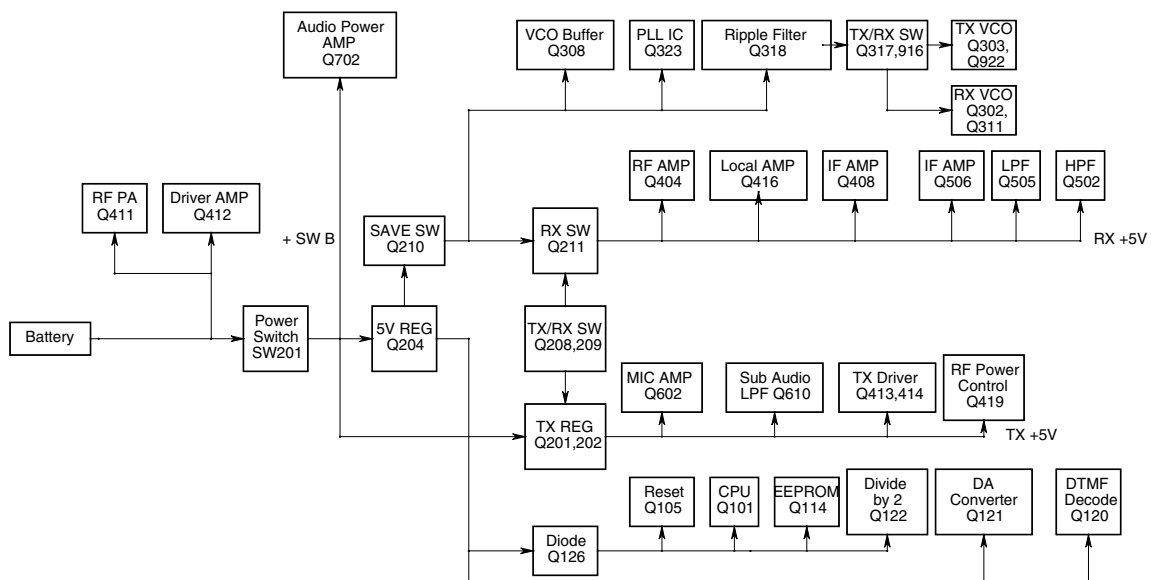 Audio Power
AMP
Q702
VCO Buffer
Q308
PLL IC
Q323
Ripple Filter
Q318
TX/RX SW
Q317,916
TX VCO
Q303,
Q922
RX VCO
Q302,
Q311
RF AMP
Q404
Local AMP
Q416
IF AMP
Q408
IF AMP
Q506
LPF
Q505
HPF
Q502
RF PA
Q411
Driver AMP
Q412
+ SW B
SAVE SW
Q210
RX SW
Q211
RX +5V
Battery
Power
Switch
SW201
5V REG
Q204
TX/RX SW
Q208,209
MIC AMP
Q602
Sub Audio
LPF Q610
TX Driver
Q413,414
RF Power
Control
Q419
TX REG
Q201,202
TX +5V
Reset
Q105
CPU
Q101
EEPROM
Q114
Divide
by 2
Q122
DA
Converter
Q121
DTMF
Decode
Q120
Diode
Q126